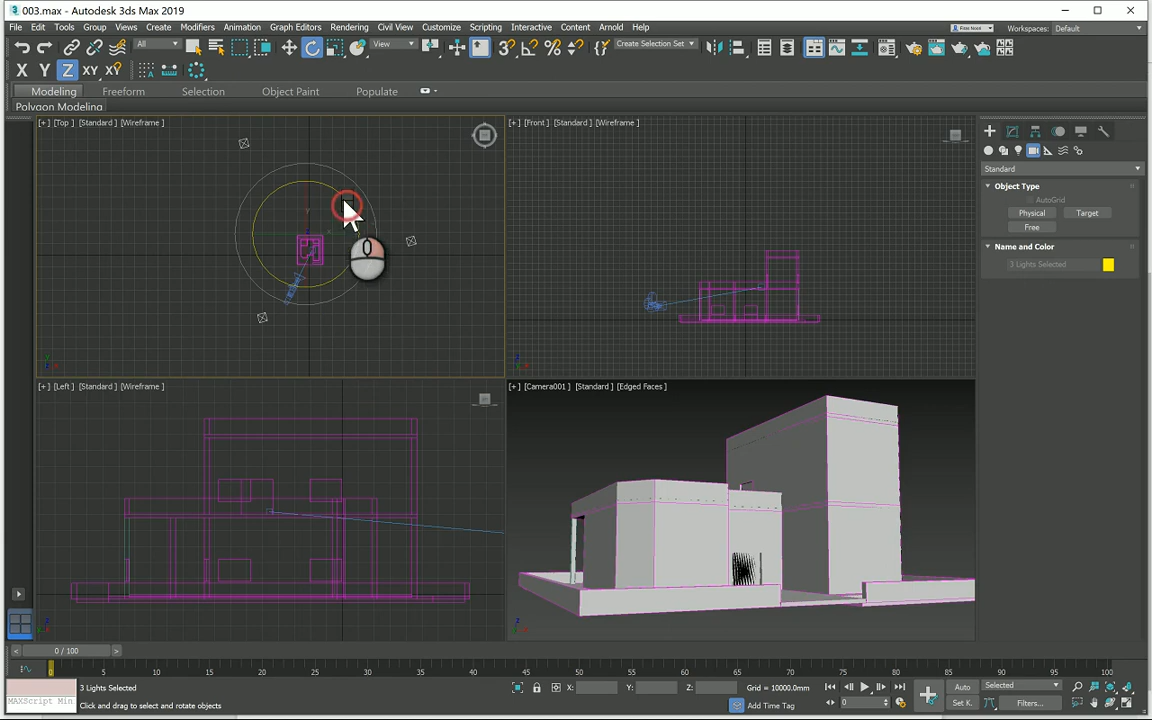 003.max - Autodesk 3ds Max 2019
File Edit Tools Group Views Create Modifiers Animation Graph Editors Rendering Civil View Customize Scripting Interactive Content Arnold Help Workspaces: Default
All View Create Selection Set
X Y Z XY XY
Modeling Freeform Selection Object Paint Populate
Polygon Modeling
[+] [Top] [Standard] [Wireframe]
[+] [Front] [Standard] [Wireframe]
Standard
Object Type
AutoGrid
Physical Target
Free
Name and Color
3 Lights Selected
[+] [Left] [Standard] [Wireframe]
[+] [Camera001] [Standard] [Edged Faces]
< 0 / 100 >
0 5 10 15 20 25 30 35 40 45 50 55 60 65 70 75 80 85 90 95 100
3 Lights Selected X: Y: Z: Grid = 10000.0mm Auto Selected
MAXScript Min Click and drag to select and rotate objects Add Time Tag 0 Set K. Filters...